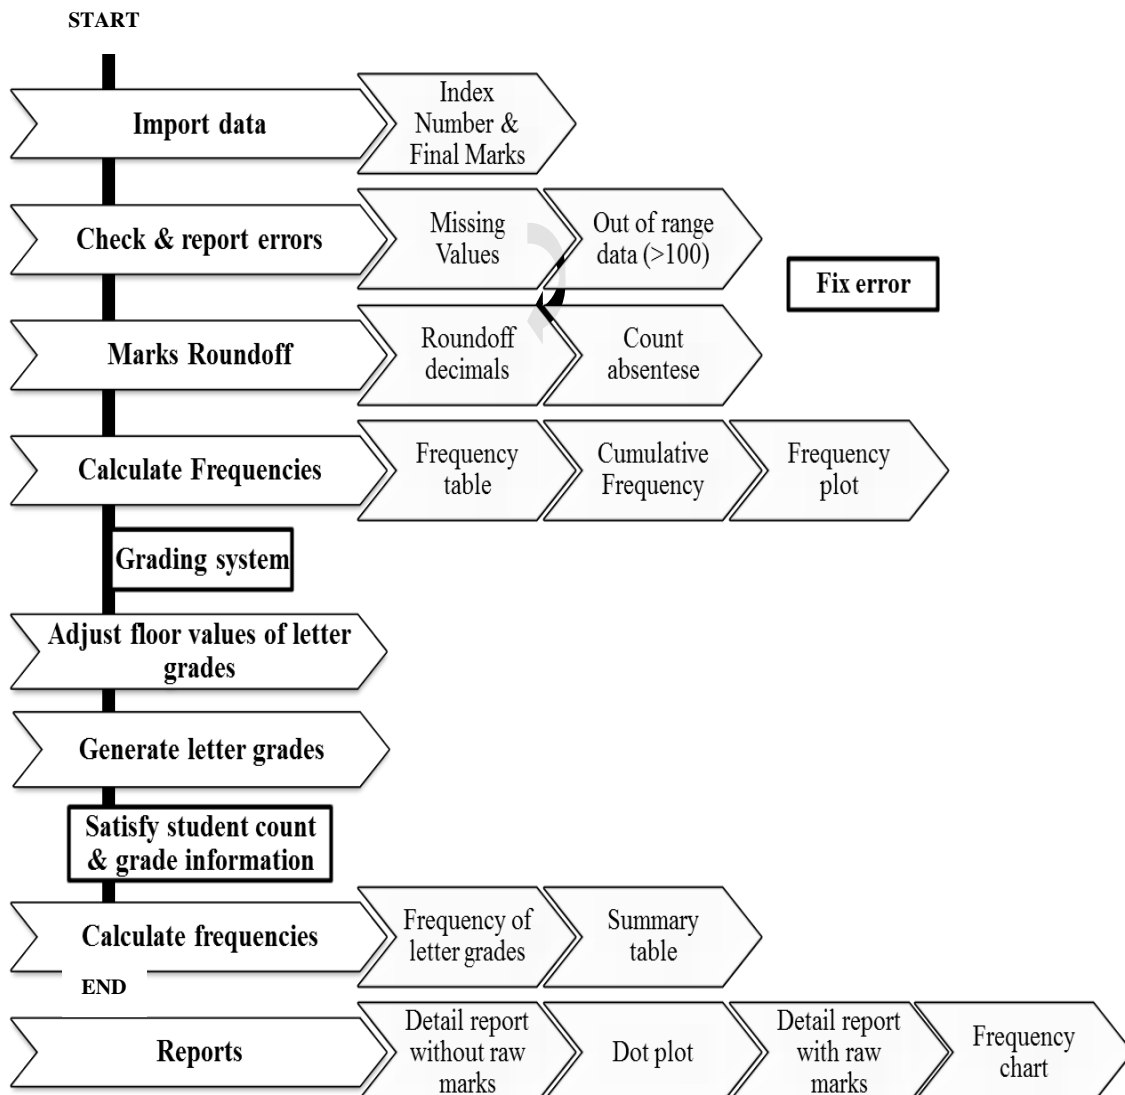 START
Import data
Index
Number &
Final Marks
Check & report errors
Missing
Values
Out of range
data (>100)
Fix error
Marks Roundoff
Roundoff
decimals
Count
absentese
Calculate Frequencies
Frequency
table
Cumulative
Frequency
Frequency
plot
Grading system
Adjust floor values of letter
grades
Generate letter grades
Satisfy student count
& grade information
Calculate frequencies
Frequency of
letter grades
Summary
table
END
Reports
Detail report
without raw
marks
Dot plot
Detail report
with raw
marks
Frequency
chart